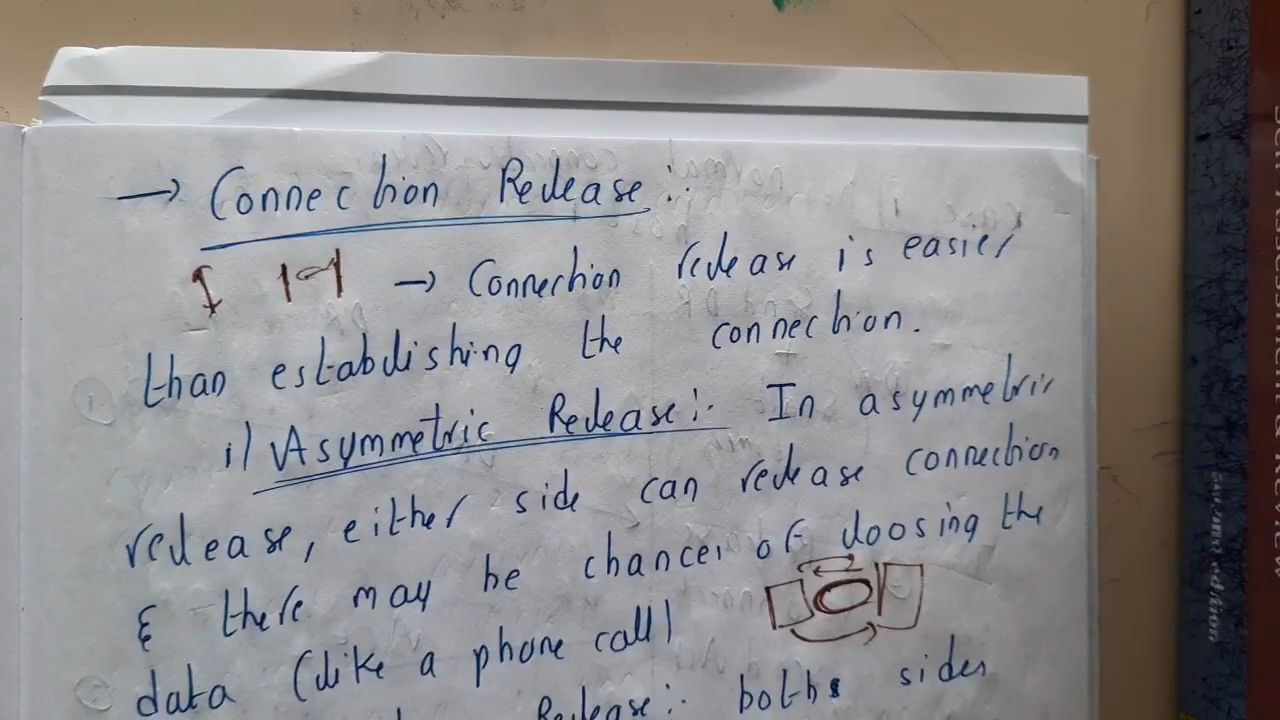 → Connection Release :-
→ Connection release is easier
than establishing the connection.
i) Asymmetric Release :- In asymmetric
release, either side can release connection
& there may be chances of loosing the
data (like a phone call)
Release :- boths sides